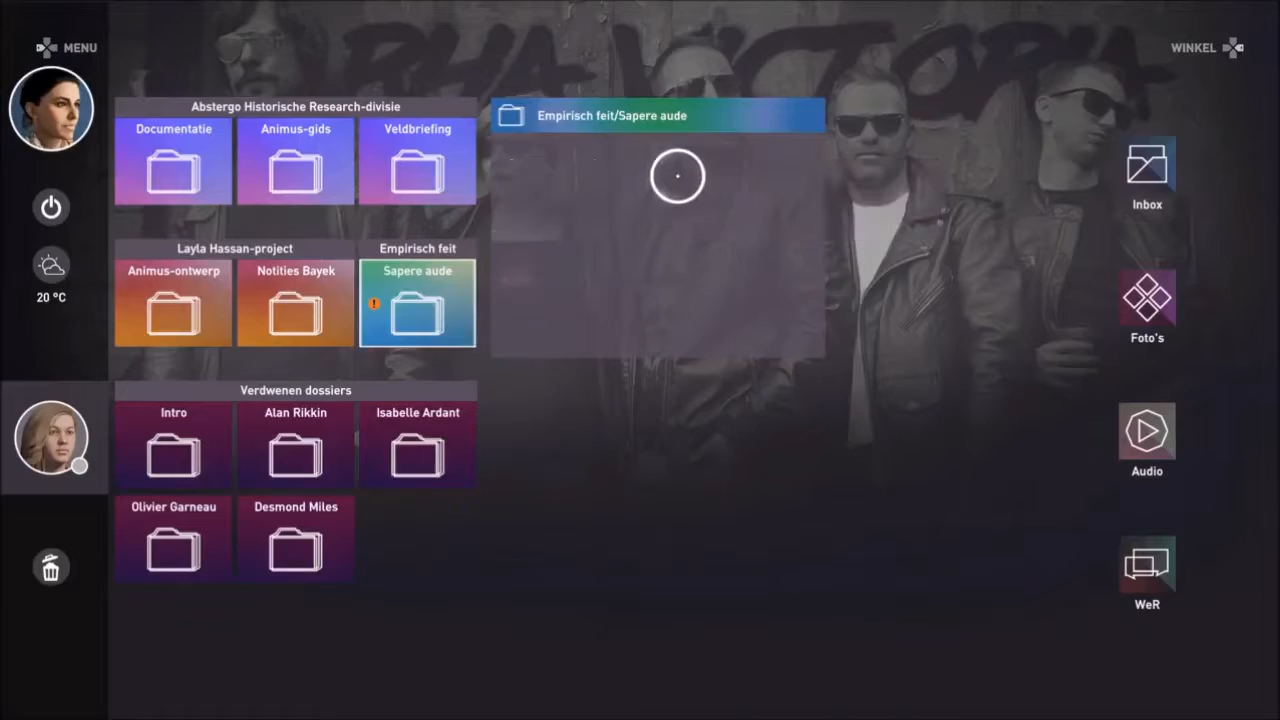 MENU
WINKEL
Abstergo Historische Research-divisie
Documentatie
Animus-gids
Veldbriefing
Empirisch feit/Sapere aude
Inbox
Layla Hassan-project
Empirisch feit
Animus-ontwerp
Notities Bayek
Sapere aude
!
20 ºC
Foto's
Verdwenen dossiers
Intro
Alan Rikkin
Isabelle Ardant
Audio
Olivier Garneau
Desmond Miles
WeR